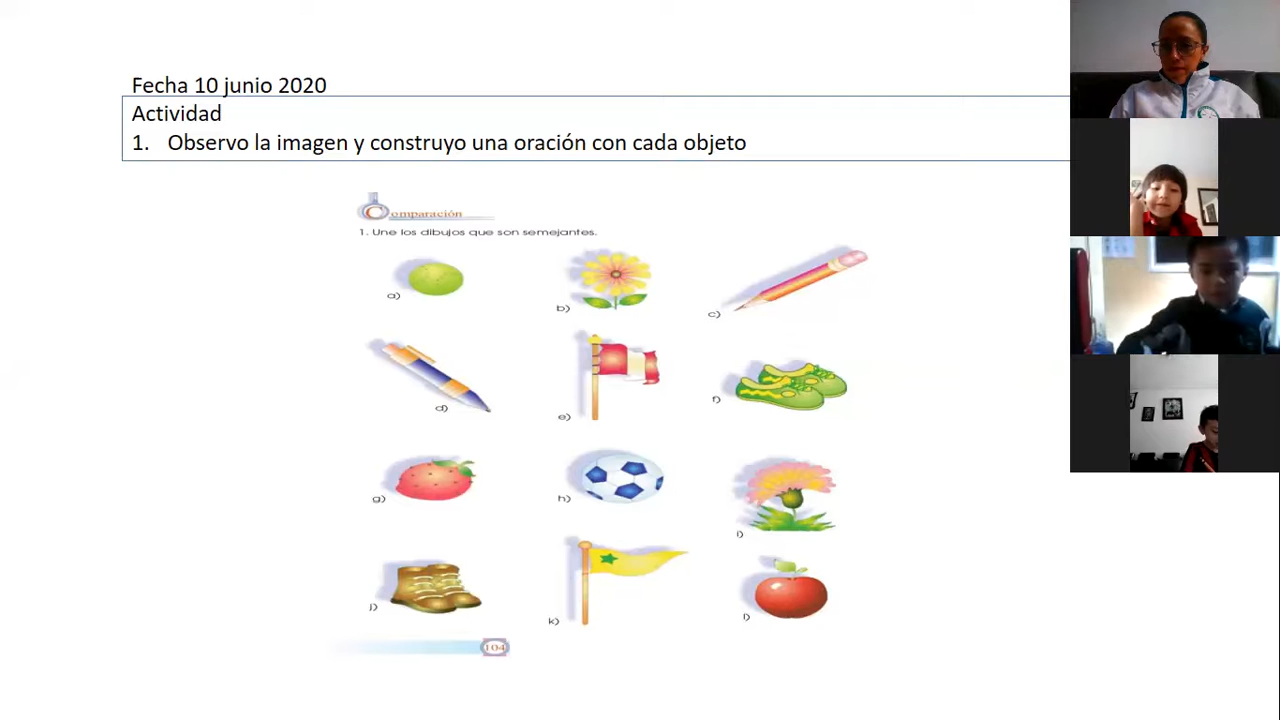 Fecha 10 junio 2020
Actividad
1. Observo la imagen y construyo una oración con cada objeto
Comparación
1. Une los dibujos que son semejantes.
a)
b)
c)
d)
e)
f)
g)
h)
i)
j)
k)
l)
104